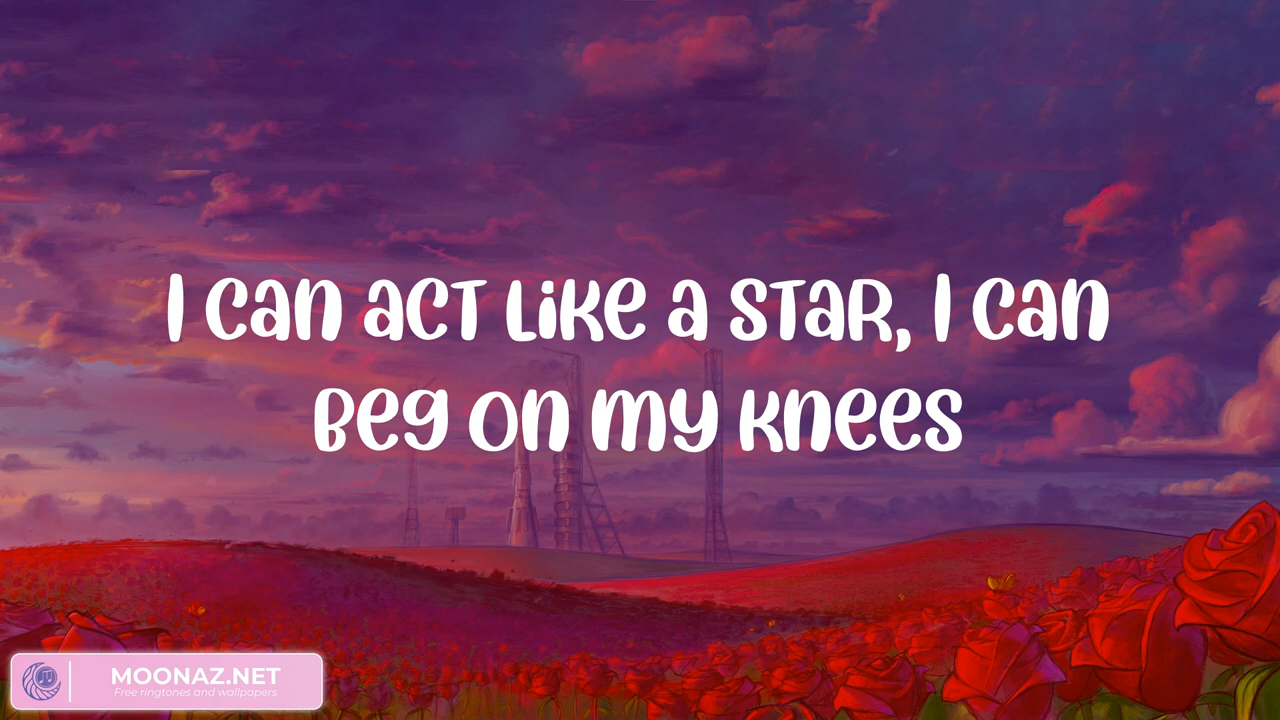 I can act like a star, I can
Beg on my knees
MOONAZ.NET
Free ringtones and wallpapers